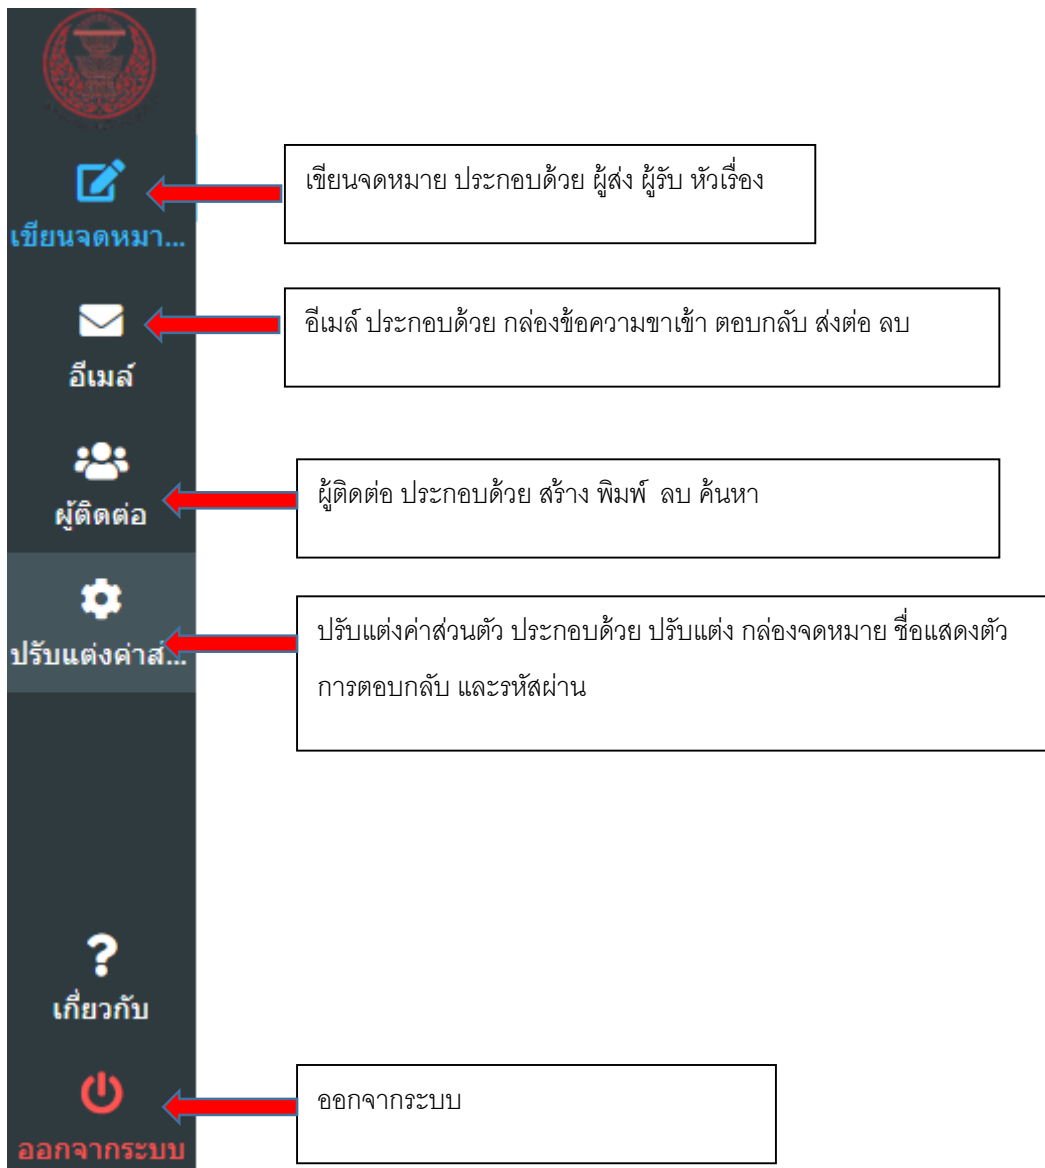 เขียนจดหมาย ประกอบด้วย ผู้ส่ง ผู้รับ หัวเรื่อง
เขียนจดหมา...
อีเมล์ ประกอบด้วย กล่องข้อความขาเข้า ตอบกลับ ส่งต่อ ลบ
อีเมล์
ผู้ติดต่อ ประกอบด้วย สร้าง พิมพ์ ลบ ค้นหา
ผู้ติดต่อ
ปรับแต่งค่าส่วนตัว ประกอบด้วย ปรับแต่ง กล่องจดหมาย ชื่อแสดงตัว
ปรับแต่งค่าส่...
การตอบกลับ และรหัสผ่าน
เกี่ยวกับ
ออกจากระบบ
ออกจากระบบ